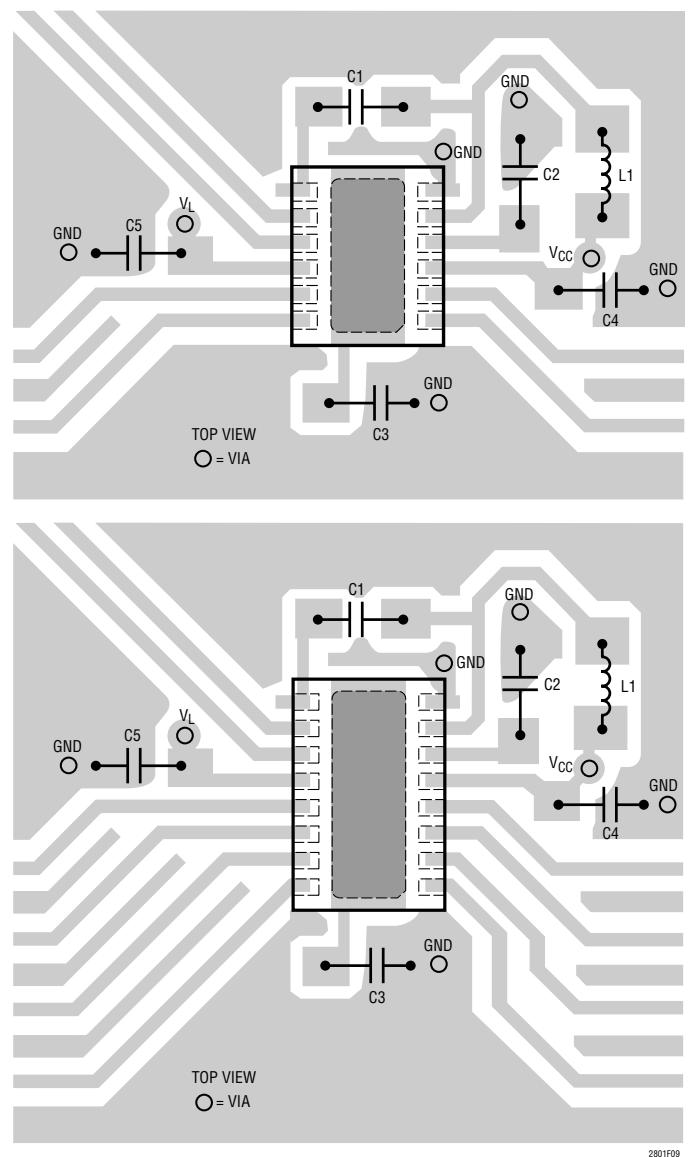 C1
GND
GND
C2
L1
VL
C5
GND
VCC
GND
C4
GND
C3
TOP VIEW
= VIA
C1
GND
GND
C2
L1
VL
C5
GND
VCC
GND
C4
GND
C3
TOP VIEW
= VIA
2801F09